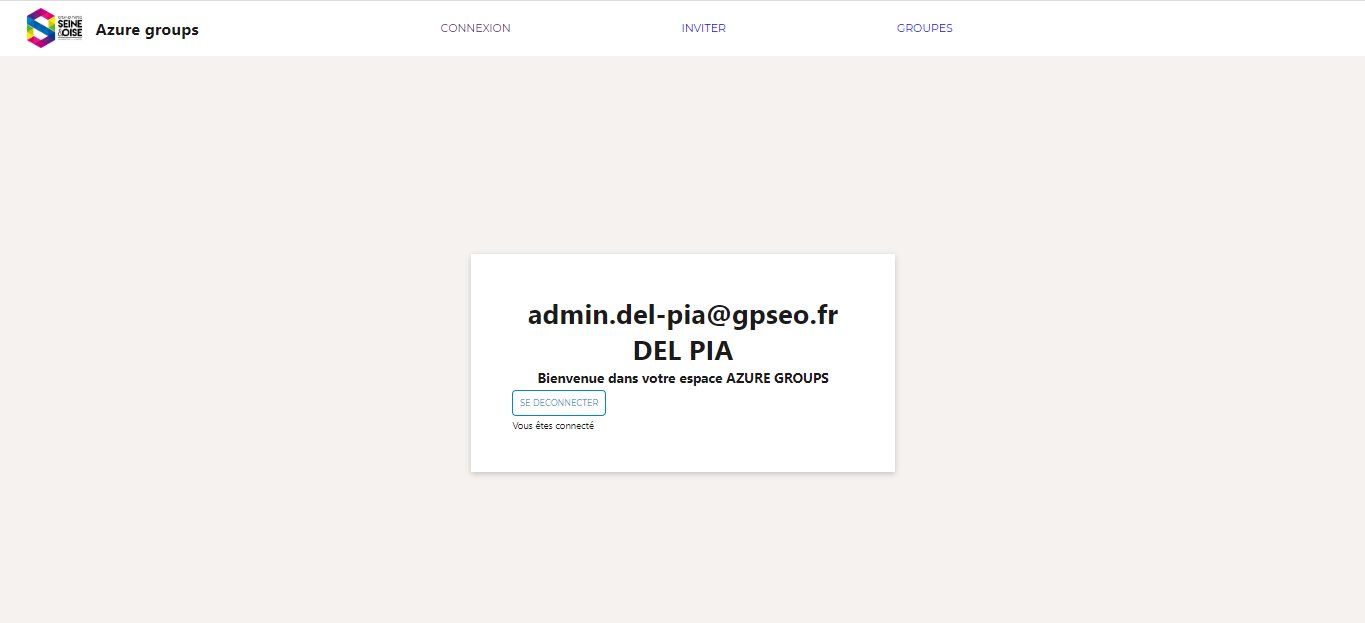 SEINE
&OISE
Azure groups
CONNEXION
INVITER
GROUPES
admin.del-pia@gpseo.fr
DEL PIA
Bienvenue dans votre espace AZURE GROUPS
SE DECONNECTER
Vous êtes connecté